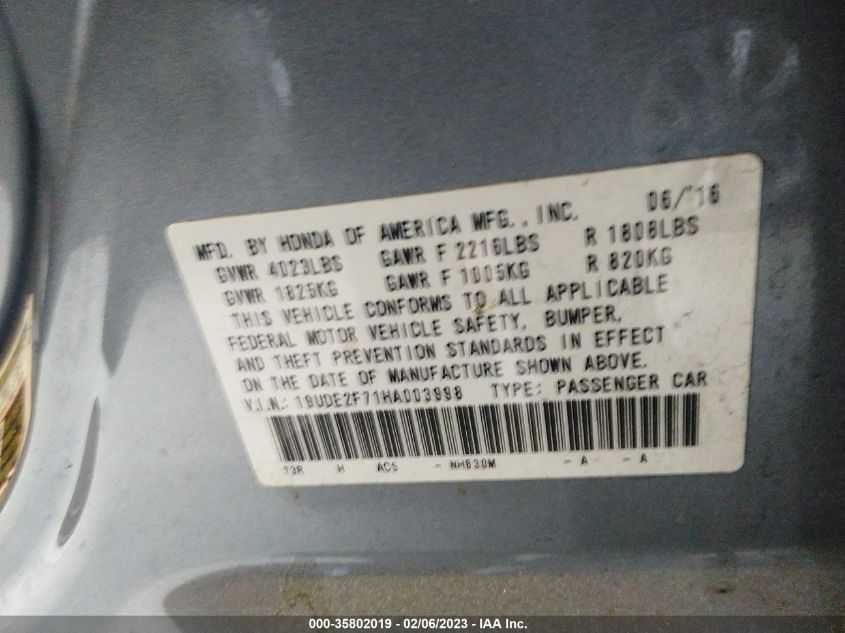 MFD. BY HONDA OF AMERICA MFG., INC. 06/'16
GVWR 4023LBS GAWR F 2216LBS R 1808LBS
GVWR 1825KG GAWR F 1005KG R 820KG
THIS VEHICLE CONFORMS TO ALL APPLICABLE
FEDERAL MOTOR VEHICLE SAFETY, BUMPER,
AND THEFT PREVENTION STANDARDS IN EFFECT
ON THE DATE OF MANUFACTURE SHOWN ABOVE.
V.I.N.: 19UDE2F71HA003998 TYPE: PASSENGER CAR
13R H AC5 - NH830M - A - A
000-35802019 - 02/06/2023 - IAA Inc.